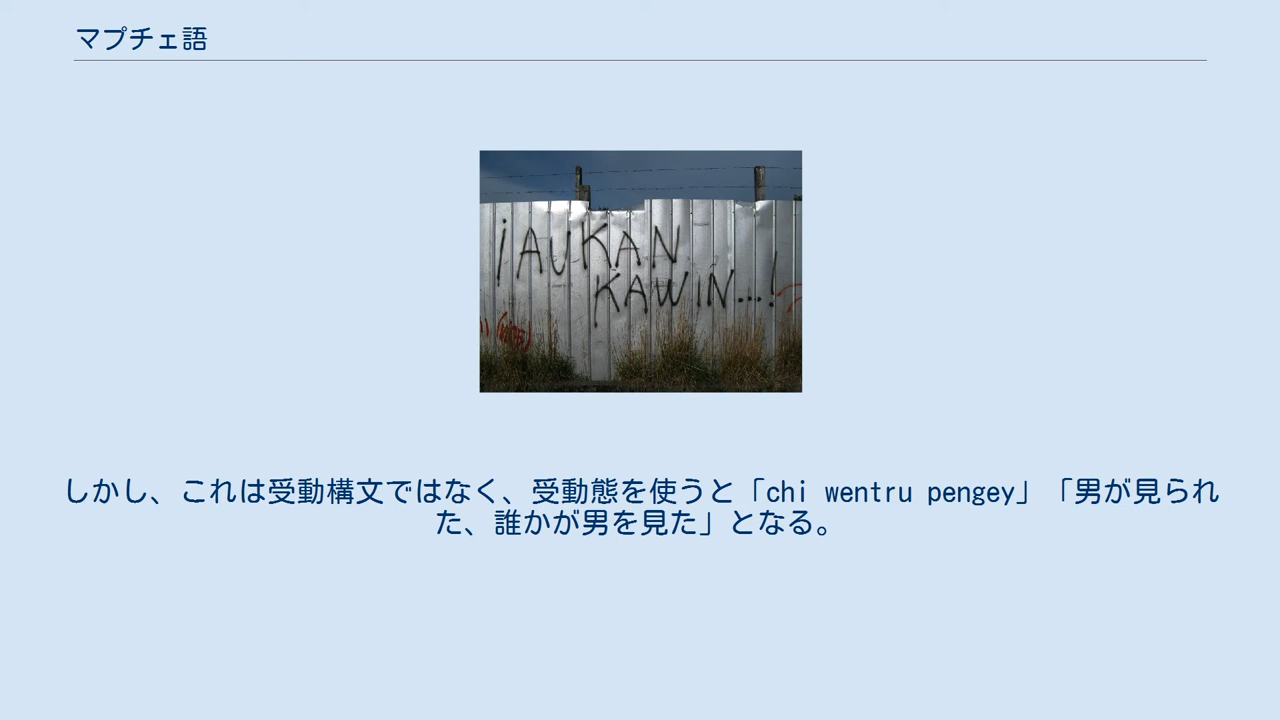 マプチェ語
¡AUKAN
KAWIN...!
しかし、これは受動構文ではなく、受動態を使うと「chi wentru pengey」「男が見られ
た、誰かが男を見た」となる。